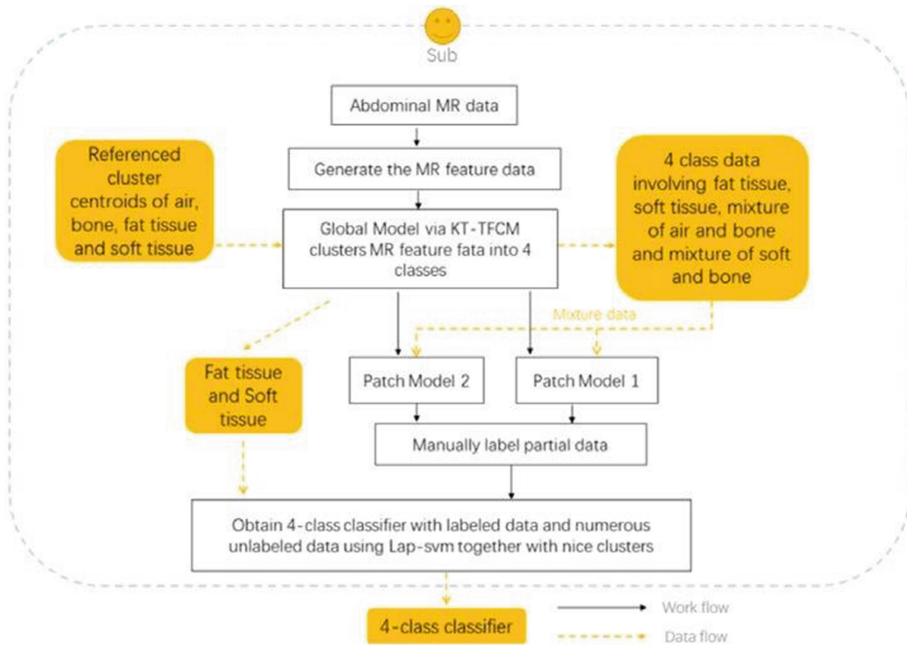 Sub
Abdominal MR data
Referenced
cluster
centroids of air,
bone, fat tissue
and soft tissue
Generate the MR feature data
4 class data
involving fat tissue,
soft tissue, mixture
of air and bone
and mixture of soft
and bone
Global Model via KT-TFCM
clusters MR feature fata into 4
classes
Mixture data
Fat tissue
and Soft
tissue
Patch Model 2
Patch Model 1
Manually label partial data
Obtain 4-class classifier with labeled data and numerous
unlabeled data using Lap-svm together with nice clusters
4-class classifier
Work flow
Data flow